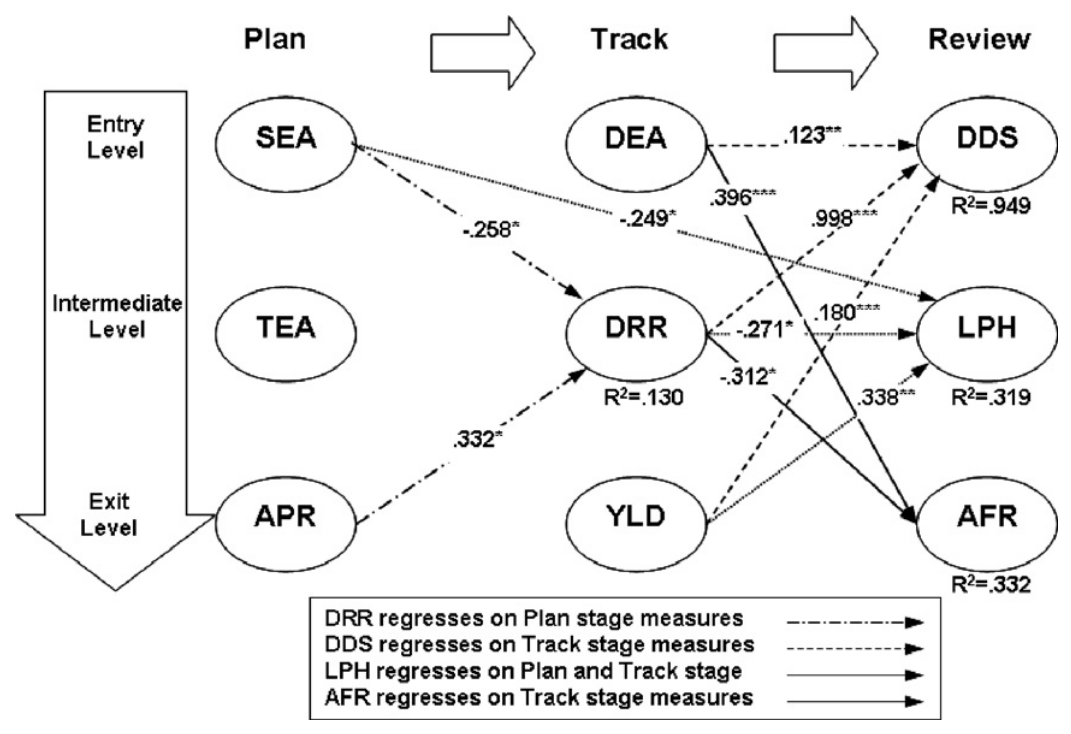 Plan
Track
Review
Entry
Level
SEA
DEA
DDS
.123**
R²=.949
.396***
-.249*
.998***
-.258*
Intermediate
Level
TEA
DRR
LPH
.180***
-.271*
-.312*
R²=.130
.338**
R²=.319
.332*
Exit
Level
APR
YLD
AFR
R²=.332
DRR regresses on Plan stage measures
DDS regresses on Track stage measures
LPH regresses on Plan and Track stage
AFR regresses on Track stage measures